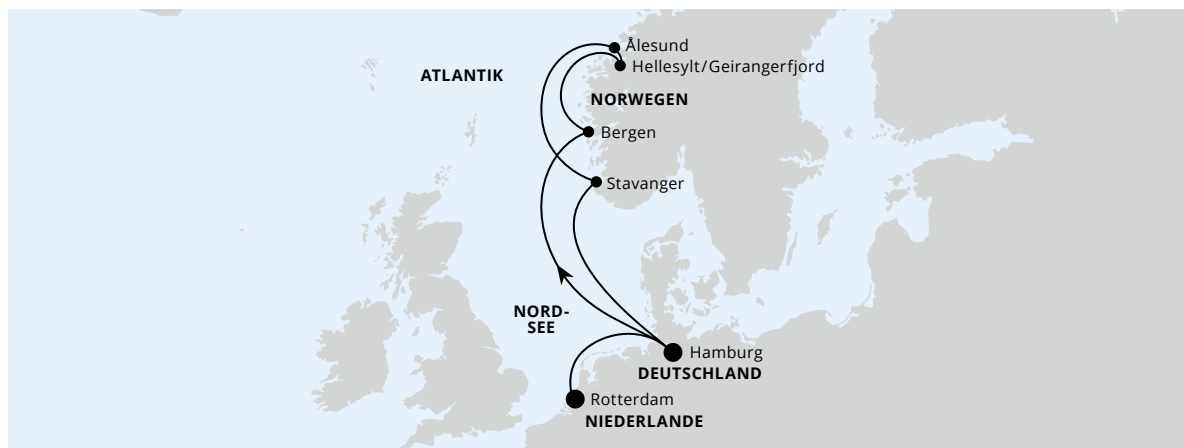 Ålesund
Hellesylt/Geirangerfjord
ATLANTIK
NORWEGEN
Bergen
Stavanger
NORD-
SEE
Hamburg
DEUTSCHLAND
Rotterdam
NIEDERLANDE